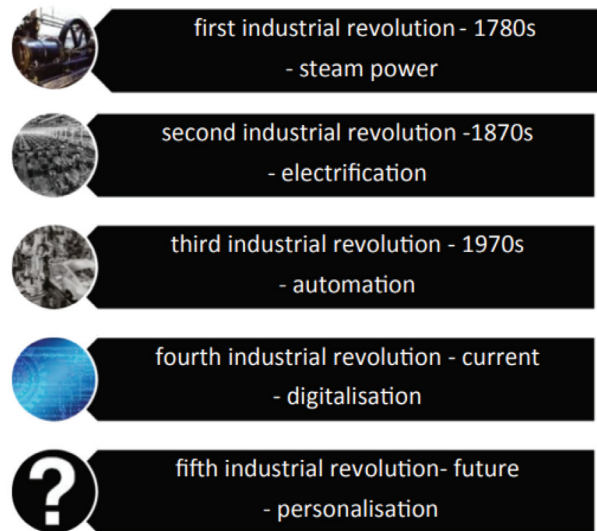 first industrial revolution - 1780s
- steam power
second industrial revolution -1870s
- electrification
third industrial revolution - 1970s
- automation
fourth industrial revolution - current
- digitalisation
?
fifth industrial revolution- future
- personalisation